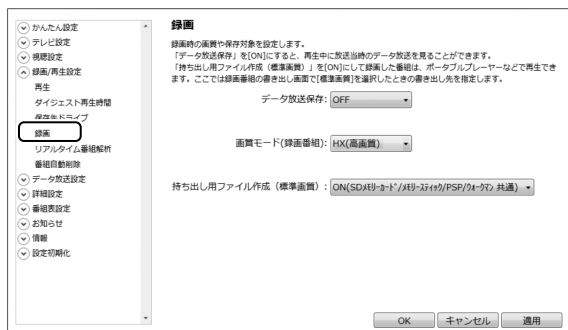 かんたん設定
テレビ設定
視聴設定
録画/再生設定
再生
ダイジェスト再生時間
保存先ドライブ
録画
リアルタイム番組解析
番組自動削除
データ放送設定
詳細設定
番組表設定
お知らせ
情報
設定初期化
録画
録画時の画質や保存対象を設定します。
「データ放送保存」を[ON]にすると、再生中に放送当時のデータ放送を見ることができます。
「持ち出し用ファイル作成（標準画質）」を[ON]にして録画した番組は、ポータブルプレーヤーなどで再生でき
ます。ここでは録画番組の書き出し画面で[標準画質]を選択したときの書き出し先を指定します。
データ放送保存: OFF
画質モード(録画番組): HX(高画質)
持ち出し用ファイル作成（標準画質）: ON(SDﾒﾓﾘｰｶｰﾄﾞ/ﾒﾓﾘｰｽﾃｨｯｸ/PSP/ｳｫｰｸﾏﾝ 共通)
OK キャンセル 適用